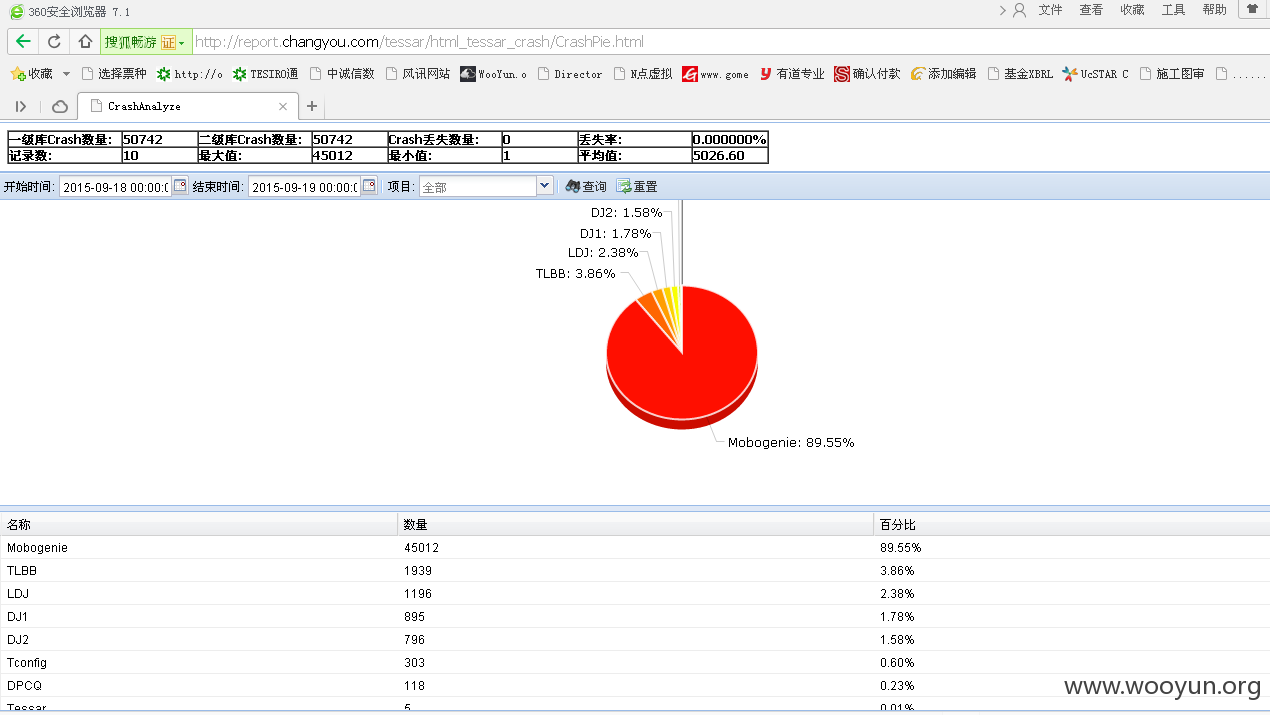 360安全浏览器 7.1 文件 查看 收藏 工具 帮助
搜狐畅游 证 http://report.changyou.com/tessar/html_tessar_crash/CrashPie.html
收藏 选择哪种 http://o TESIRO通 中诚信数 风讯网站 WooYun.o Director N点虚拟 www.gome 有道专业 确认付款 添加编辑 基金XBRL UcSTAR C 施工图审 ......
CrashAnalyze
一级库Crash数量: 50742 二级库Crash数量: 50742 Crash丢失数量: 0 丢失率: 0.000000%
记录数: 10 最大值: 45012 最小值: 1 平均值: 5026.60
开始时间: 2015-09-18 00:00:0 结束时间: 2015-09-19 00:00:0 项目: 全部 查询 重置
DJ2: 1.58%
DJ1: 1.78%
LDJ: 2.38%
TLBB: 3.86%
Mobogenie: 89.55%
名称 数量 百分比
Mobogenie 45012 89.55%
TLBB 1939 3.86%
LDJ 1196 2.38%
DJ1 895 1.78%
DJ2 796 1.58%
Tconfig 303 0.60%
DPCQ 118 0.23%
Tessar 5 0.01%
www.wooyun.org